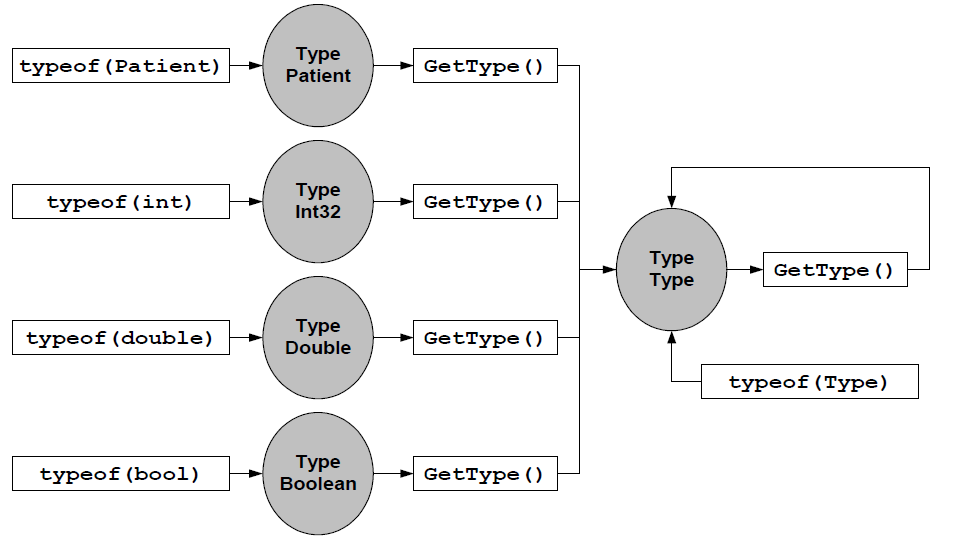 typeof(Patient)
Type
Patient
GetType()
typeof(int)
Type
Int32
GetType()
Type
Type
GetType()
typeof(double)
Type
Double
GetType()
typeof(Type)
typeof(bool)
Type
Boolean
GetType()